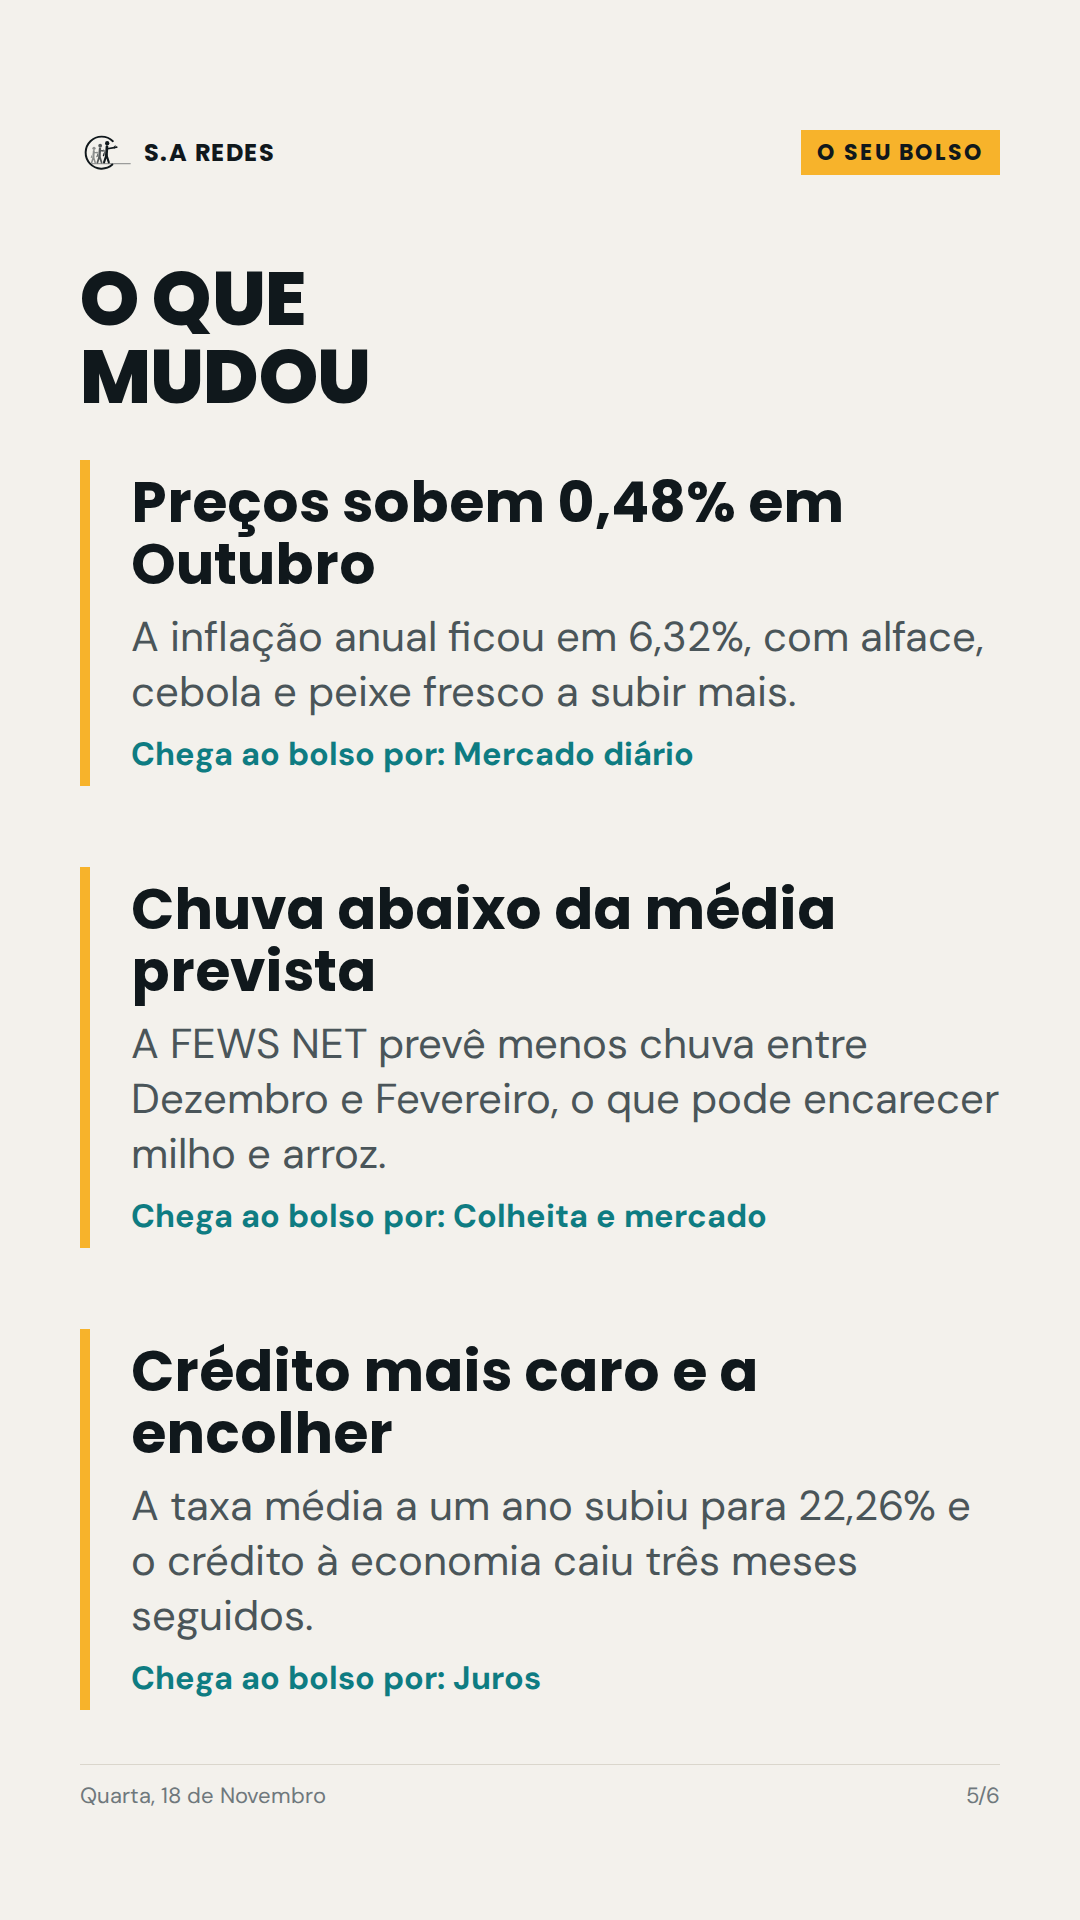 S.A REDES
O SEU BOLSO
O QUE
MUDOU
Preços sobem 0,48% em
Outubro
A inflação anual ficou em 6,32%, com alface,
cebola e peixe fresco a subir mais.
Chega ao bolso por: Mercado diário
Chuva abaixo da média
prevista
A FEWS NET prevê menos chuva entre
Dezembro e Fevereiro, o que pode encarecer
milho e arroz.
Chega ao bolso por: Colheita e mercado
Crédito mais caro e a
encolher
A taxa média a um ano subiu para 22,26% e
o crédito à economia caiu três meses
seguidos.
Chega ao bolso por: Juros
Quarta, 18 de Novembro
5/6